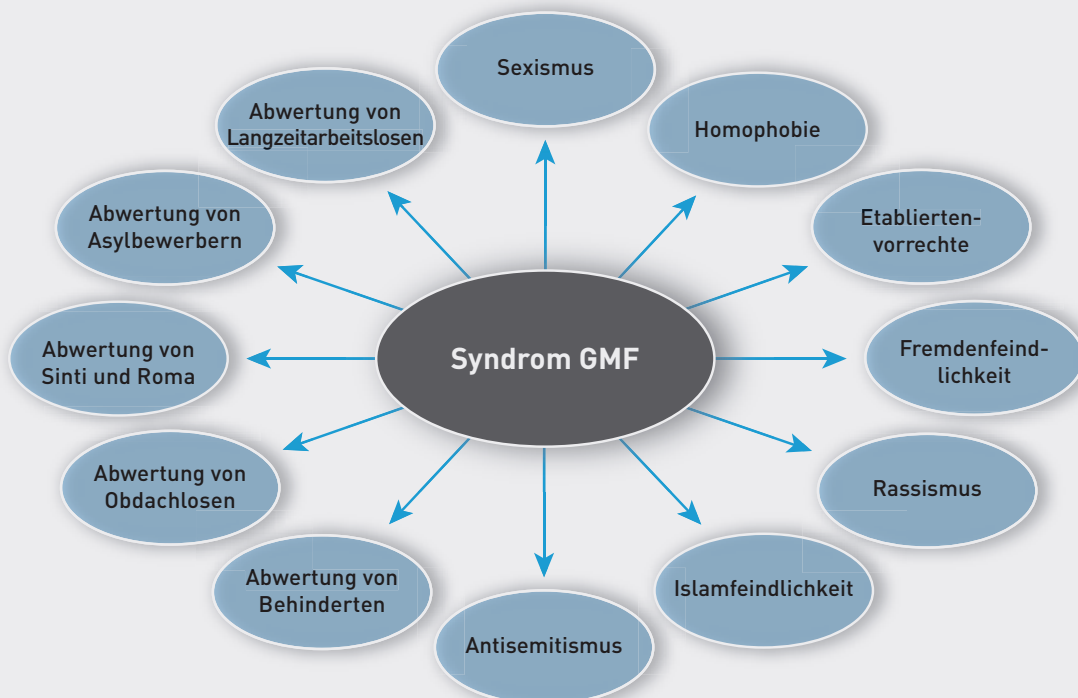 Sexismus
Homophobie
Etablierten-
vorrechte
Fremdenfeind-
lichkeit
Rassismus
Islamfeindlichkeit
Antisemitismus
Abwertung von
Behinderten
Abwertung von
Obdachlosen
Abwertung von
Sinti und Roma
Abwertung von
Asylbewerbern
Abwertung von
Langzeitarbeitslosen
Syndrom GMF